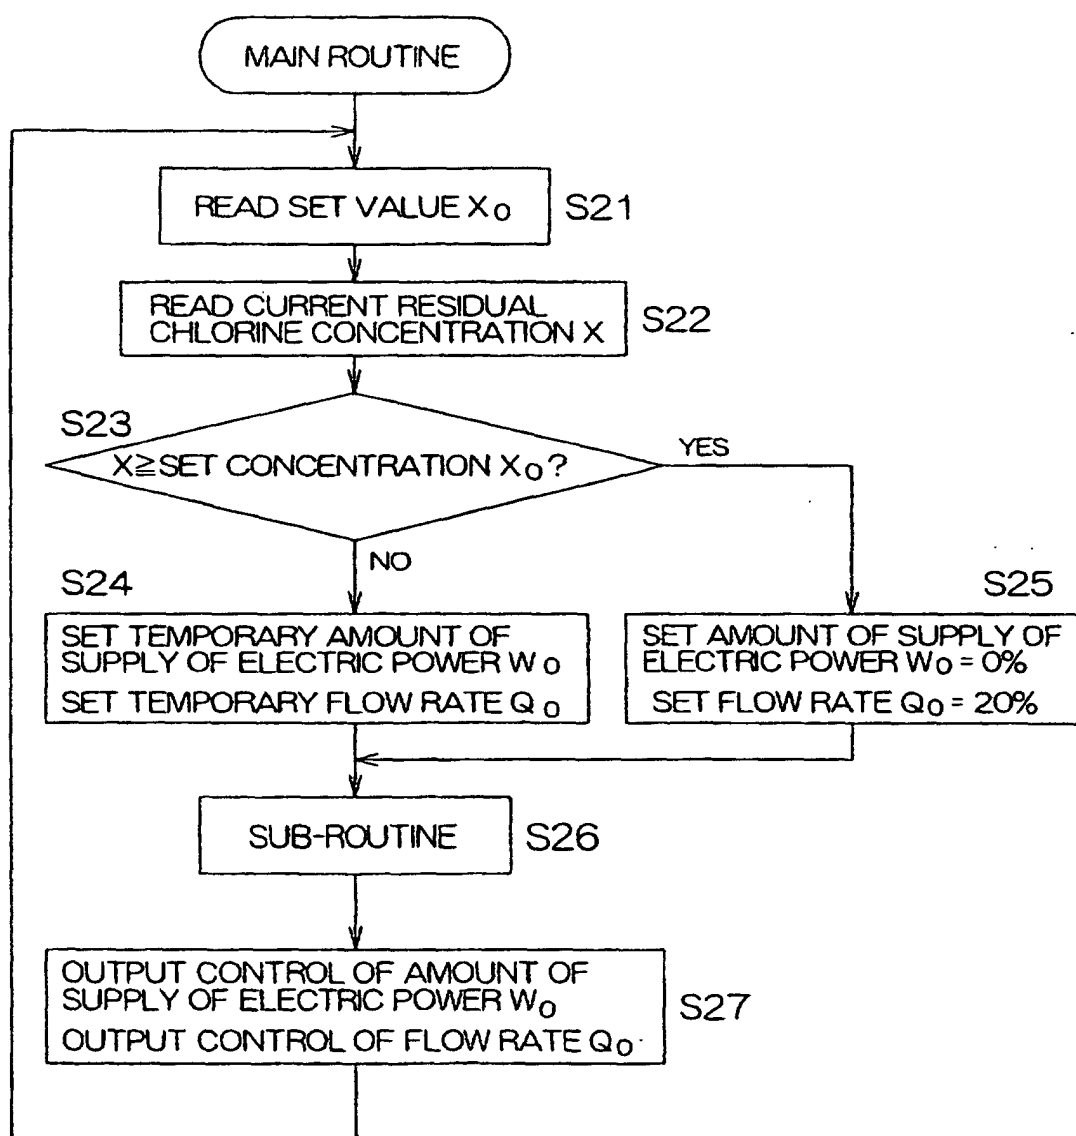 MAIN ROUTINE
READ SET VALUE X0
S21
READ CURRENT RESIDUAL
CHLORINE CONCENTRATION X
S22
S23
X≧SET CONCENTRATION X0?
YES
NO
S24
SET TEMPORARY AMOUNT OF
SUPPLY OF ELECTRIC POWER W0
SET TEMPORARY FLOW RATE Q0
S25
SET AMOUNT OF SUPPLY OF
ELECTRIC POWER W0 = 0%
SET FLOW RATE Q0 = 20%
SUB-ROUTINE
S26
OUTPUT CONTROL OF AMOUNT OF
SUPPLY OF ELECTRIC POWER W0
OUTPUT CONTROL OF FLOW RATE Q0
S27